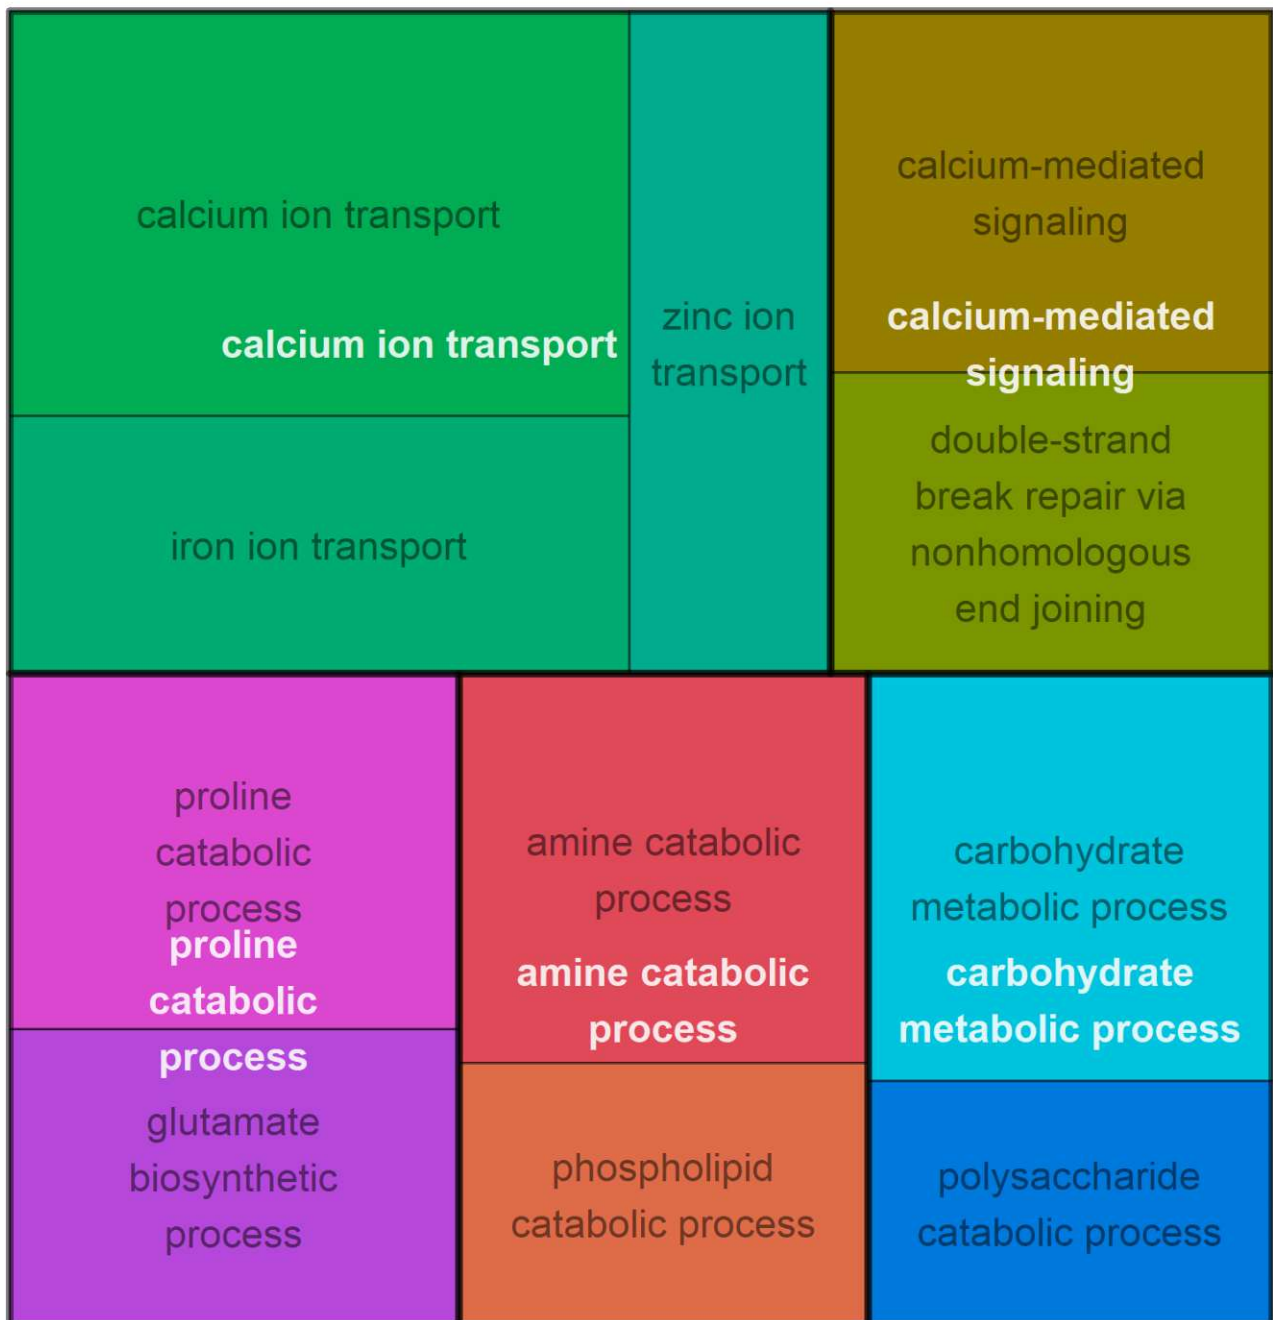 calcium ion transport
calcium ion transport
iron ion transport
zinc ion
transport
calcium-mediated
signaling
calcium-mediated
signaling
double-strand
break repair via
nonhomologous
end joining
proline
catabolic
process
proline
catabolic
process
glutamate
biosynthetic
process
amine catabolic
process
amine catabolic
process
phospholipid
catabolic process
carbohydrate
metabolic process
carbohydrate
metabolic process
polysaccharide
catabolic process